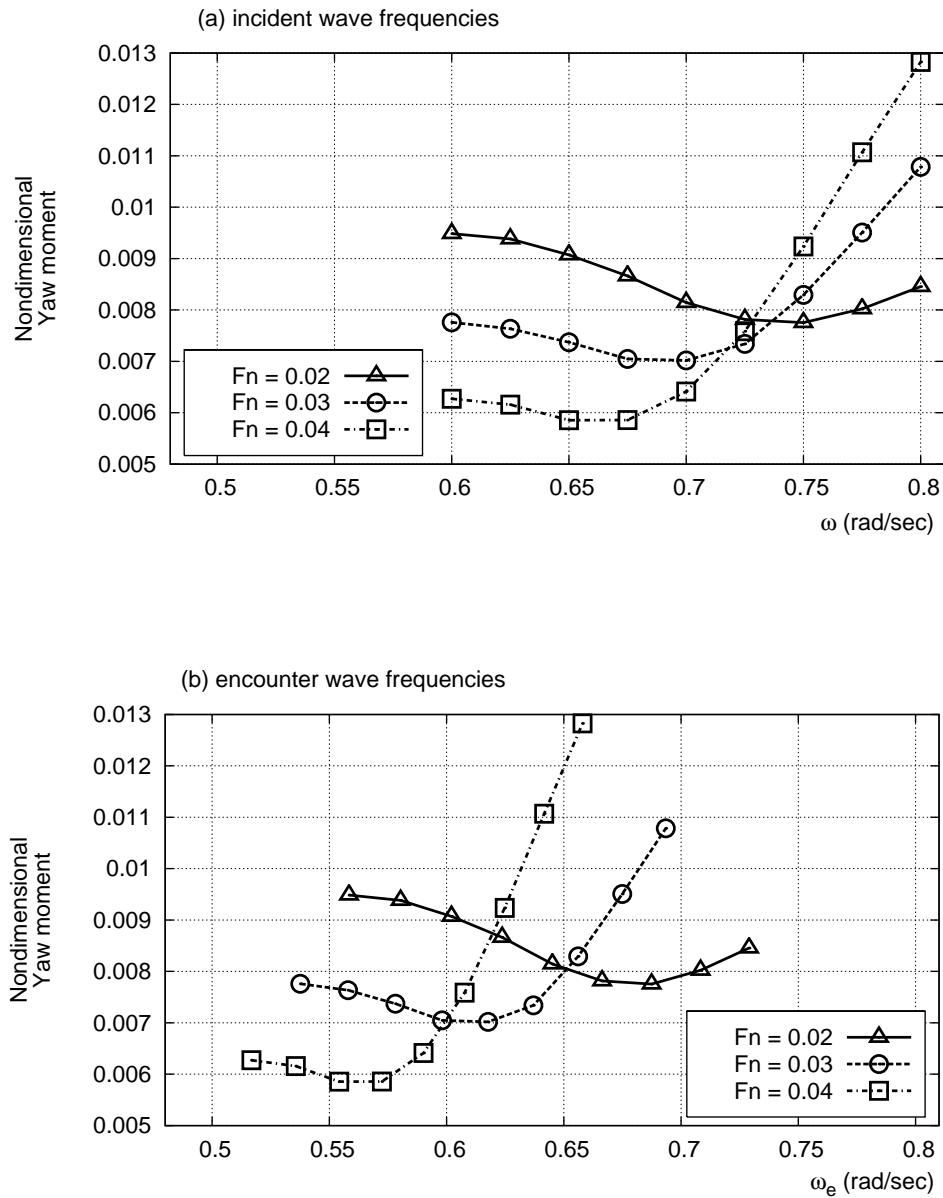 (a) incident wave frequencies
0.013
0.012
0.011
0.01
0.009
0.008
0.007
0.006
0.005
Nondimensional
Yaw moment
Fn = 0.02
Fn = 0.03
Fn = 0.04
0.5 0.55 0.6 0.65 0.7 0.75 0.8
ω (rad/sec)
(b) encounter wave frequencies
0.013
0.012
0.011
0.01
0.009
0.008
0.007
0.006
0.005
Nondimensional
Yaw moment
Fn = 0.02
Fn = 0.03
Fn = 0.04
0.5 0.55 0.6 0.65 0.7 0.75 0.8
ωe (rad/sec)